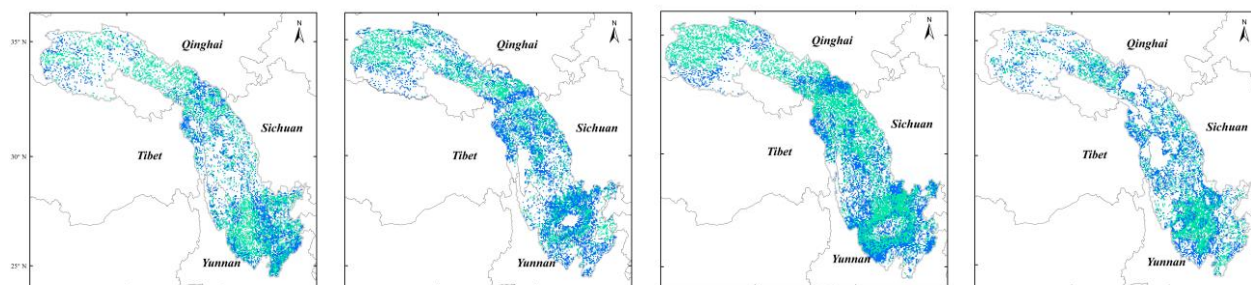 N
Qinghai
35° N
Sichuan
Tibet
30° N
Yunnan
25° N
N
Qinghai
Sichuan
Tibet
Yunnan
N
Qinghai
Sichuan
Tibet
Yunnan
N
Qinghai
Sichuan
Tibet
Yunnan